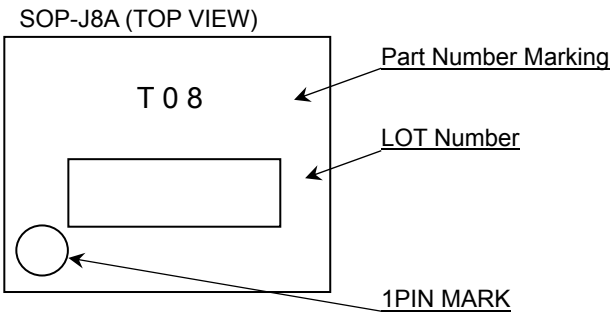 SOP-J8A (TOP VIEW)
Part Number Marking
T 0 8
LOT Number
1PIN MARK